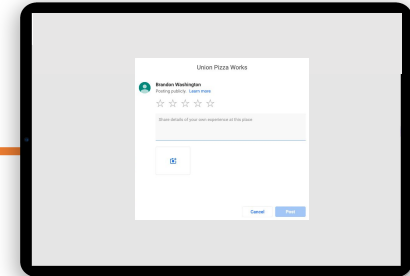 Union Pizza Works
Brandon Washington
Posting publicly Learn more
Share details of your own experience at this place
Cancel Post